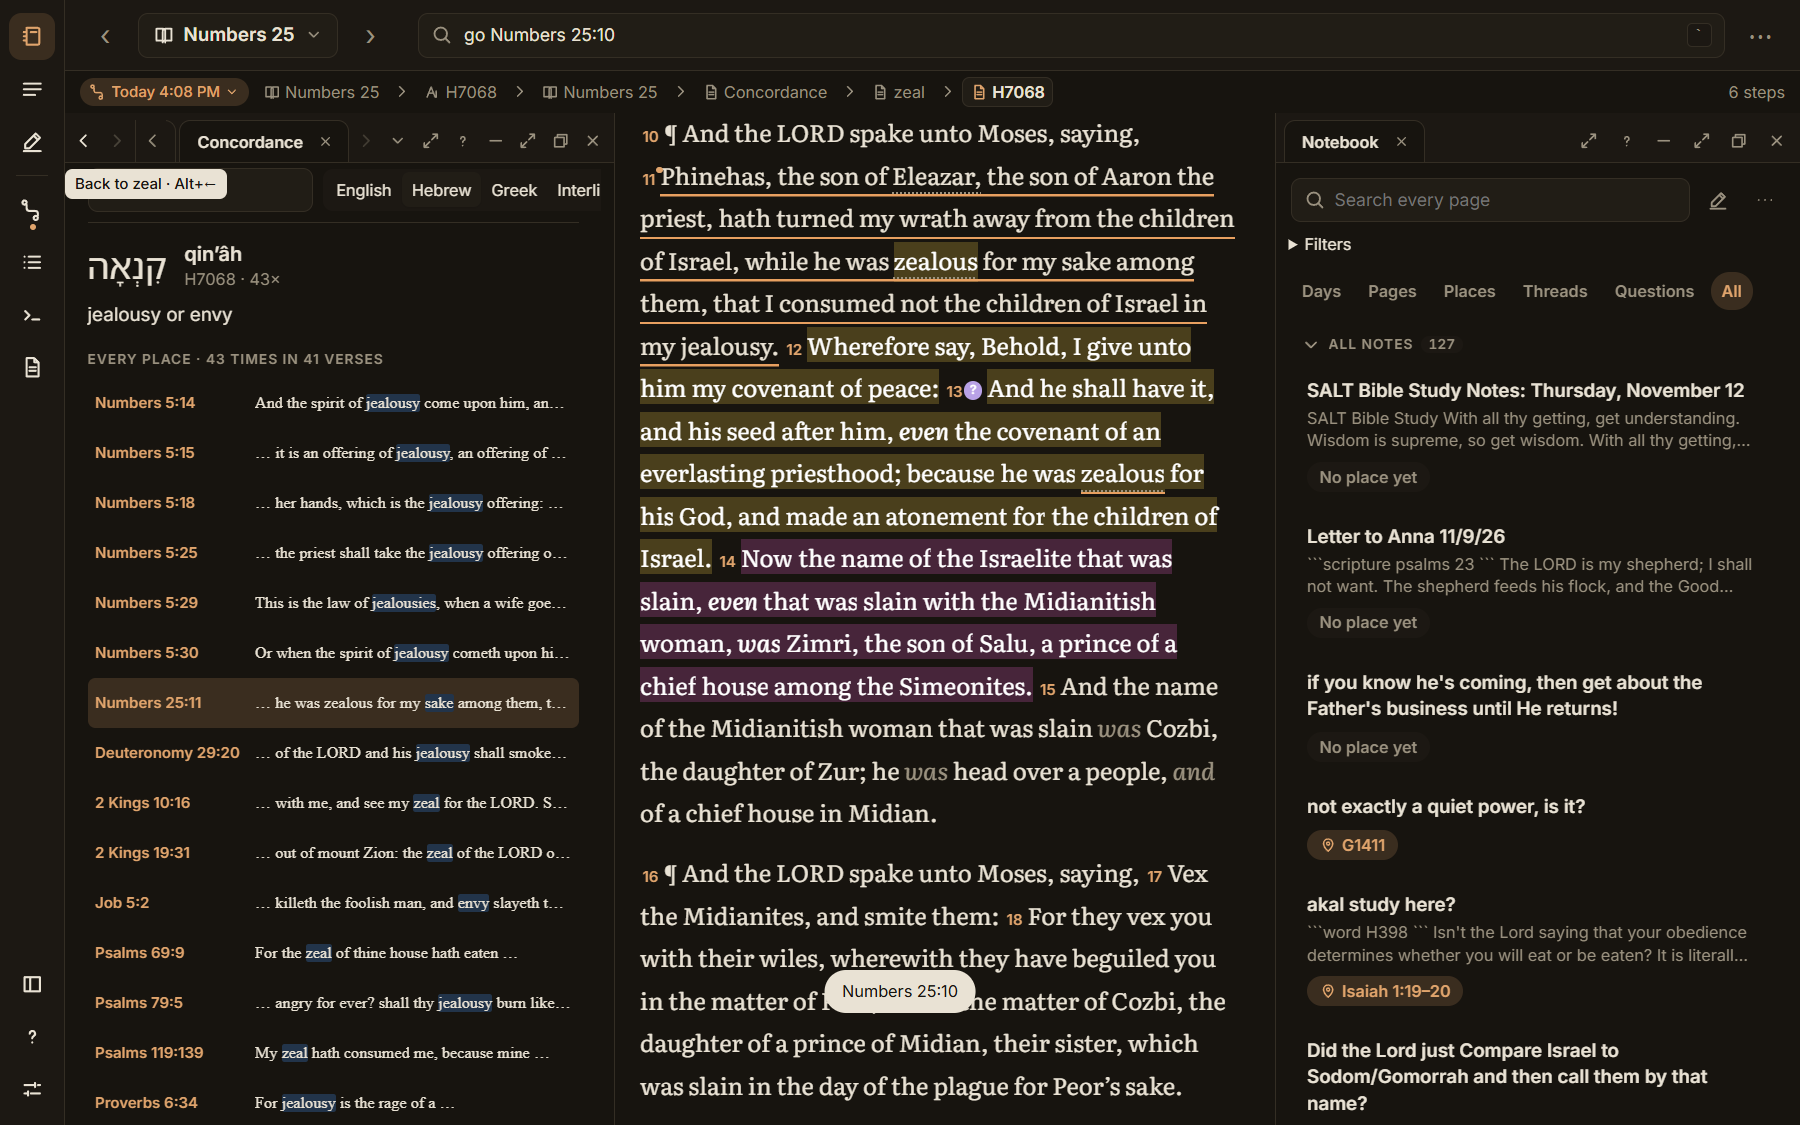 Numbers 25
go Numbers 25:10
`
Today 4:08 PM
Numbers 25
H7068
Numbers 25
Concordance
zeal
H7068
6 steps
Concordance
?
Back to zeal · Alt+←
English
Hebrew
Greek
Interli
קִנְאָה
qin’âh
H7068 · 43×
jealousy or envy
EVERY PLACE · 43 TIMES IN 41 VERSES
Numbers 5:14 And the spirit of jealousy come upon him, an…
Numbers 5:15 … it is an offering of jealousy, an offering of …
Numbers 5:18 … her hands, which is the jealousy offering: …
Numbers 5:25 … the priest shall take the jealousy offering o…
Numbers 5:29 This is the law of jealousies, when a wife goe…
Numbers 5:30 Or when the spirit of jealousy cometh upon hi…
Numbers 25:11 … he was zealous for my sake among them, t…
Deuteronomy 29:20 … of the LORD and his jealousy shall smoke…
2 Kings 10:16 … with me, and see my zeal for the LORD. S…
2 Kings 19:31 … out of mount Zion: the zeal of the LORD o…
Job 5:2 … killeth the foolish man, and envy slayeth t…
Psalms 69:9 For the zeal of thine house hath eaten …
Psalms 79:5 … angry for ever? shall thy jealousy burn like…
Psalms 119:139 My zeal hath consumed me, because mine …
Proverbs 6:34 For jealousy is the rage of a …
10 ¶ And the LORD spake unto Moses, saying,
11 Phinehas, the son of Eleazar, the son of Aaron the
priest, hath turned my wrath away from the children
of Israel, while he was zealous for my sake among
them, that I consumed not the children of Israel in
my jealousy. 12 Wherefore say, Behold, I give unto
him my covenant of peace: 13 ? And he shall have it,
and his seed after him, even the covenant of an
everlasting priesthood; because he was zealous for
his God, and made an atonement for the children of
Israel. 14 Now the name of the Israelite that was
slain, even that was slain with the Midianitish
woman, was Zimri, the son of Salu, a prince of a
chief house among the Simeonites. 15 And the name
of the Midianitish woman that was slain was Cozbi,
the daughter of Zur; he was head over a people, and
of a chief house in Midian.
16 ¶ And the LORD spake unto Moses, saying, 17 Vex
the Midianites, and smite them: 18 For they vex you
with their wiles, wherewith they have beguiled you
in the matter of he matter of Cozbi, the
Numbers 25:10
daughter of a prince of Midian, their sister, which
was slain in the day of the plague for Peor’s sake.
Notebook
?
Search every page
Filters
Days
Pages
Places
Threads
Questions
All
ALL NOTES 127
SALT Bible Study Notes: Thursday, November 12
SALT Bible Study With all thy getting, get understanding.
Wisdom is supreme, so get wisdom. With all thy getting,…
No place yet
Letter to Anna 11/9/26
```scripture psalms 23 ``` The LORD is my shepherd; I shall
not want. The shepherd feeds his flock, and the Good…
No place yet
if you know he's coming, then get about the
Father's business until He returns!
No place yet
not exactly a quiet power, is it?
G1411
akal study here?
```word H398 ``` Isn't the Lord saying that your obedience
determines whether you will eat or be eaten? It is literall…
Isaiah 1:19–20
Did the Lord just Compare Israel to
Sodom/Gomorrah and then call them by that
name?
?